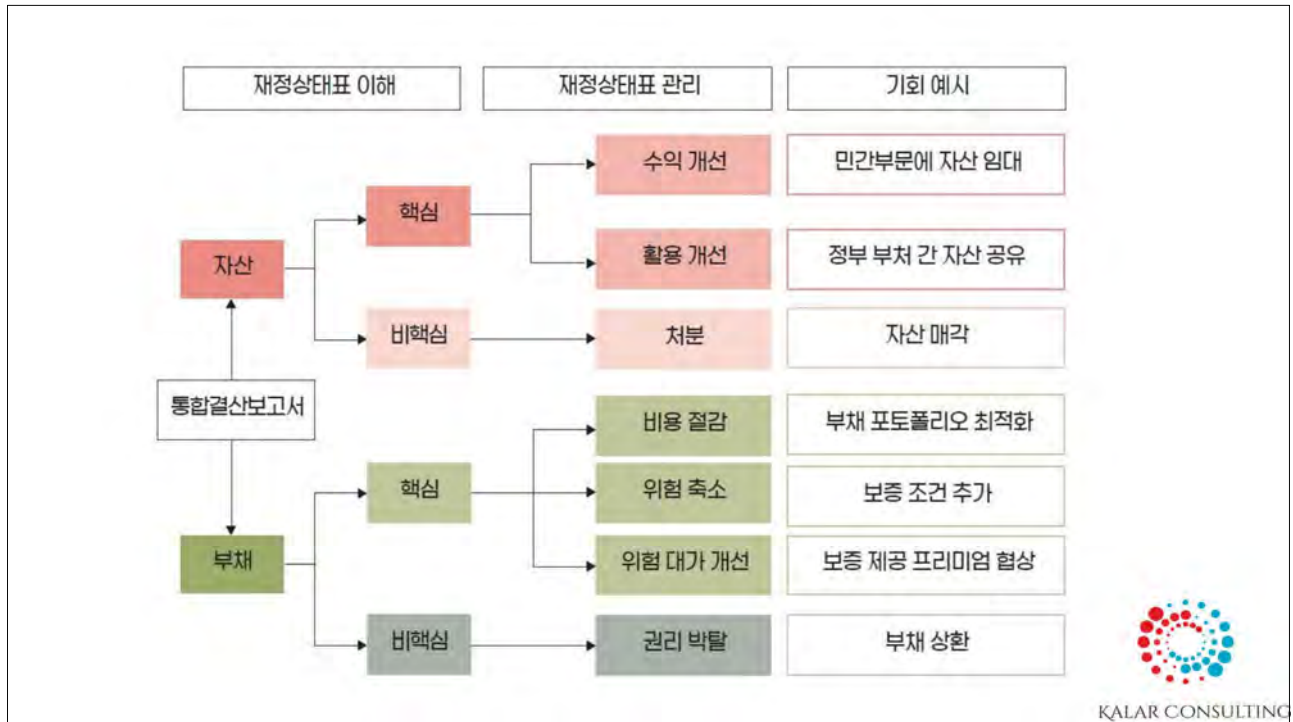 재정상태표 이해
재정상태표 관리
기회 예시
수익 개선
민간부문에 자산 임대
핵심
자산
활용 개선
정부 부처 간 자산 공유
비핵심
처분
자산 매각
통합결산보고서
비용 절감
부채 포토폴리오 최적화
핵심
위험 축소
보증 조건 추가
부채
위험 대가 개선
보증 제공 프리미엄 협상
비핵심
권리 박탈
부채 상환
KALAR CONSULTING